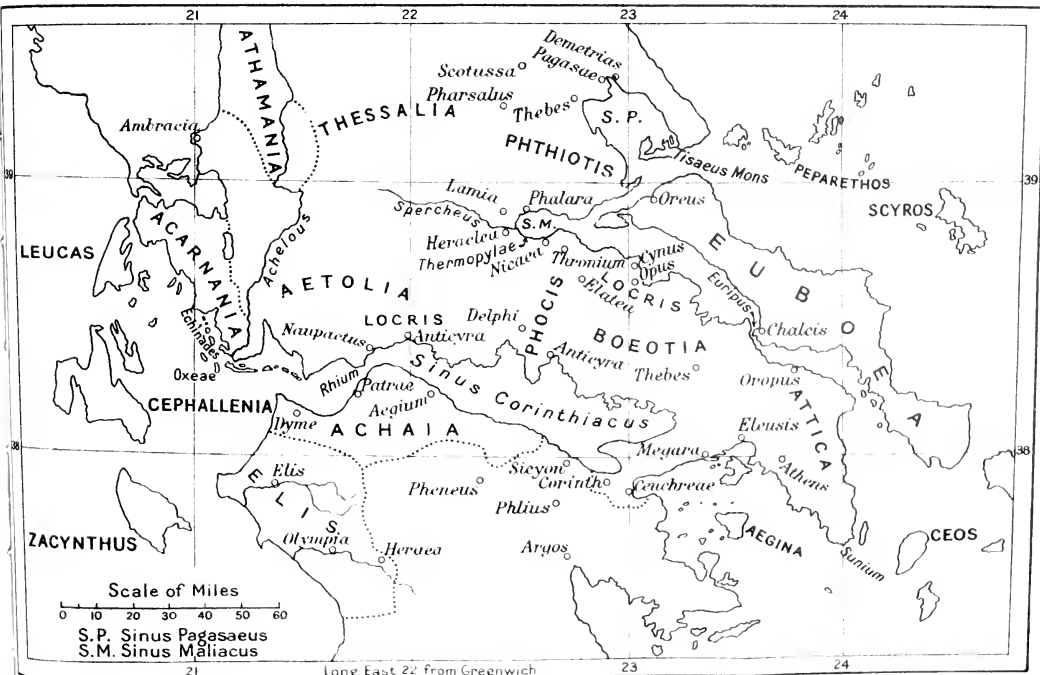 21 22 23 24
ATHAMANIA
Demetrias
Pagasae
Scotussa
Pharsalus
Thebes
S.P.
THESSALIA
Ambracia
PHTHIOTIS
Tisaeus Mons
PEPARETHOS
39 39
Lamia
Phalara
Oreus
SCYROS
Spercheus
S.M.
ACARNANIA
LEUCAS
Achelous
Heraclea
Thermopylae
Nicaea
Thronium
Cynus
Opus
EUBOEA
Elatea
LOCRIS
Euripus
AETOLIA
PHOCIS
LOCRIS
Delphi
Echinades
Naupactus
Anticyra
BOEOTIA
Chalcis
Oxeae
Anticyra
Thebes
Oropus
Rhium
Patrae
Sinus Corinthiacus
CEPHALLENIA
Aegium
ATTICA
Dyme
ACHAIA
Eleusis
38 38
Megara
Athens
ELIS
Elis
Sicyon
Corinth
Cenchreae
Pheneus
Phlius
ZACYNTHUS
Olympia
Heraea
Argos
AEGINA
Sunium
CEOS
Scale of Miles
0 10 20 30 40 50 60
S.P. Sinus Pagasaeus
S.M. Sinus Maliacus
21 23 24
Long East 22 from Greenwich